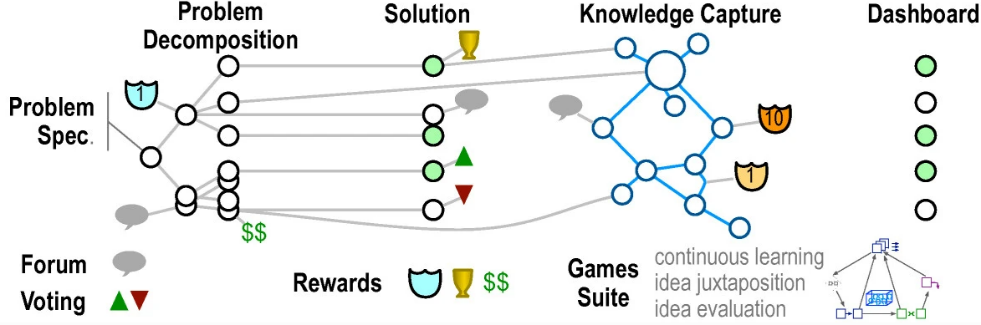 Problem
Decomposition
Solution
Knowledge Capture
Dashboard
1
Problem
Spec.
10
1
$$
Forum
Voting
Rewards
$$
Games
Suite
continuous learning
idea juxtaposition
idea evaluation